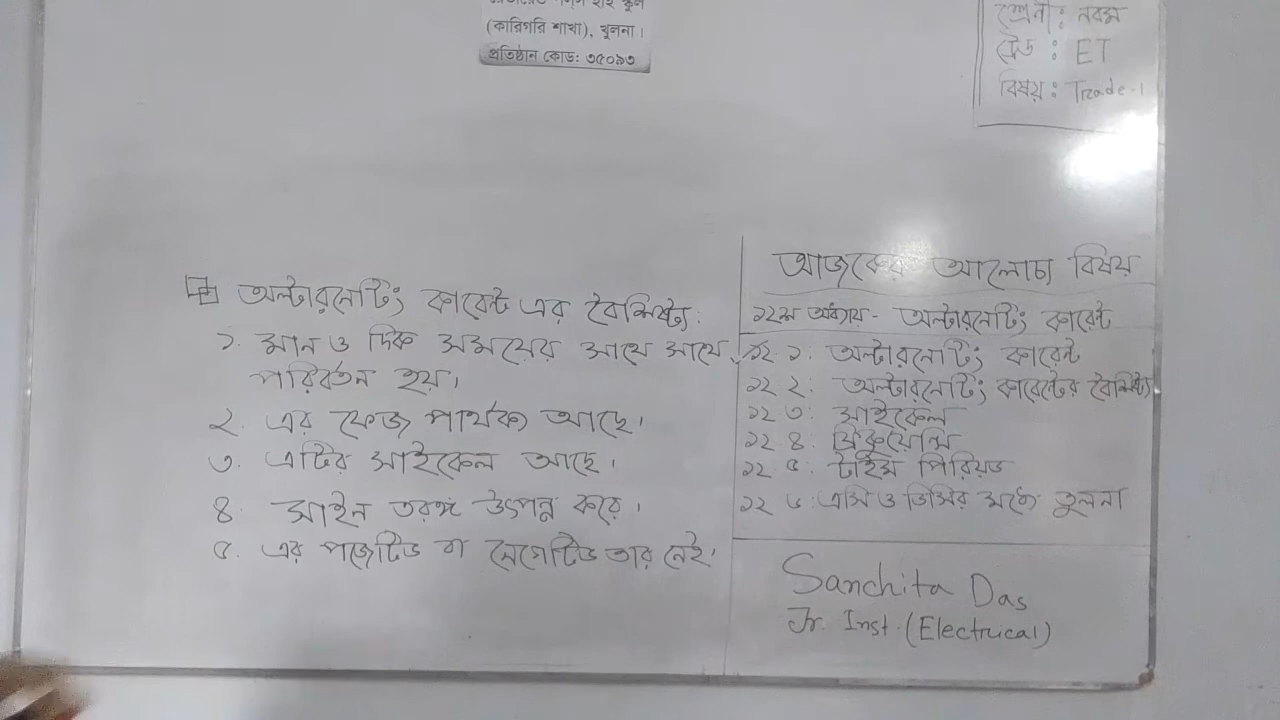 হাই স্কুল
(কারিগরি শাখা), খুলনা।
প্রতিষ্ঠান কোড: ৩৫০৯৩
শ্রেণী: নবম
ট্রেড : ET
বিষয়: Trade-1
⊞ অল্টারনেটিং কারেন্ট এর বৈশিষ্ট্য:
১. মান ও দিক সময়ের সাথে সাথে
পরিবর্তন হয়।
২. এর ফেজ পার্থক্য আছে।
৩. এটির সাইকেল আছে।
৪. সাইন তরঙ্গ উৎপন্ন করে।
৫. এর পজেটিভ বা নেগেটিভ তার নেই।
আজকের আলোচ্য বিষয়
১২শ অধ্যায় - অল্টারনেটিং কারেন্ট
১২.১: অল্টারনেটিং কারেন্ট
১২.২: অল্টারনেটিং কারেন্টের বৈশিষ্ট্য
১২.৩: সাইকেল
১২.৪: ফ্রিকুয়েন্সি
১২.৫: টাইম পিরিয়ড
১২.৬: এসি ও ডিসির মধ্যে তুলনা
Sanchita Das
Jr. Inst. (Electrical)